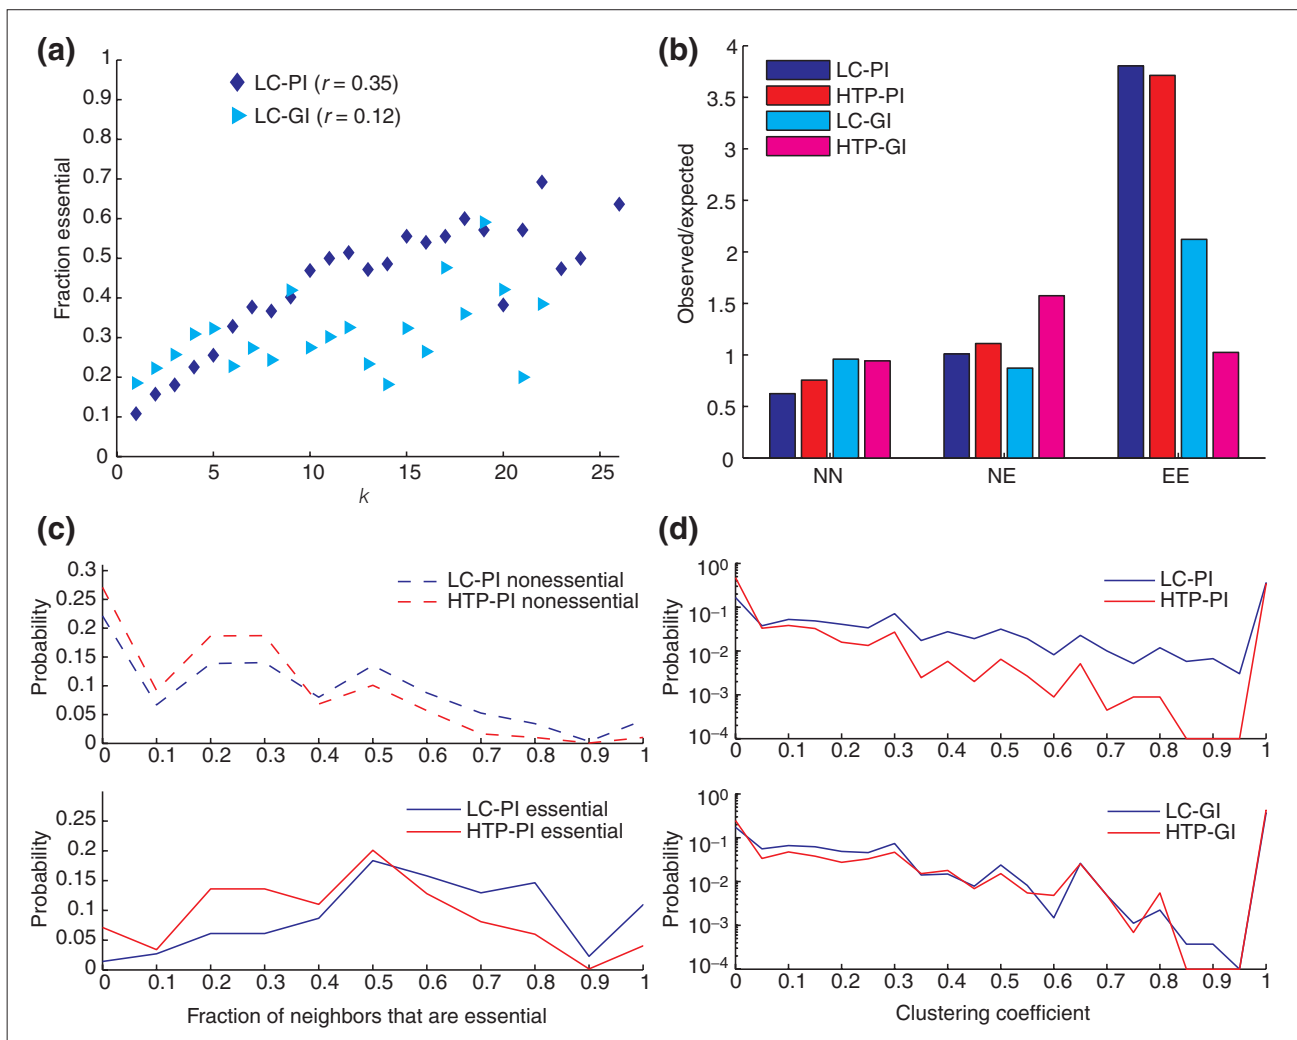 (a)
1
0.9
0.8
0.7
0.6
0.5
0.4
0.3
0.2
0.1
0
Fraction essential
LC-PI (r = 0.35)
LC-GI (r = 0.12)
0 5 10 15 20 25
k
(b)
4
3.5
3
2.5
2
1.5
1
0.5
0
Observed/expected
LC-PI
HTP-PI
LC-GI
HTP-GI
NN NE EE
(c)
0.3
0.25
0.2
0.15
0.1
0.05
0
Probability
LC-PI nonessential
HTP-PI nonessential
0 0.1 0.2 0.3 0.4 0.5 0.6 0.7 0.8 0.9 1
0.25
0.2
0.15
0.1
0.05
0
Probability
LC-PI essential
HTP-PI essential
0 0.1 0.2 0.3 0.4 0.5 0.6 0.7 0.8 0.9 1
Fraction of neighbors that are essential
(d)
10⁰
10⁻¹
10⁻²
10⁻³
10⁻⁴
Probability
LC-PI
HTP-PI
0 0.1 0.2 0.3 0.4 0.5 0.6 0.7 0.8 0.9 1
10⁰
10⁻¹
10⁻²
10⁻³
10⁻⁴
Probability
LC-GI
HTP-GI
0 0.1 0.2 0.3 0.4 0.5 0.6 0.7 0.8 0.9 1
Clustering coefficient